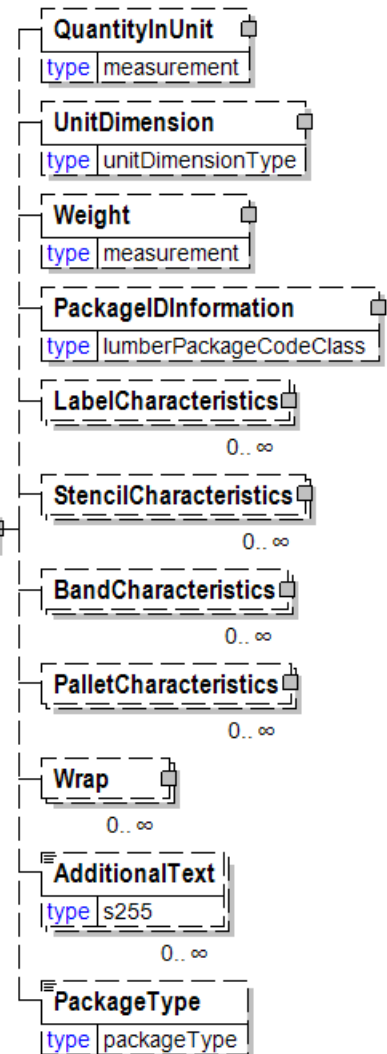 QuantityInUnit
type measurement
UnitDimension
type unitDimensionType
Weight
type measurement
PackageIDInformation
type lumberPackageCodeClass
LabelCharacteristics
0.. ∞
StencilCharacteristics
0.. ∞
BandCharacteristics
0.. ∞
PalletCharacteristics
0.. ∞
Wrap
0.. ∞
AdditionalText
type s255
0.. ∞
PackageType
type packageType